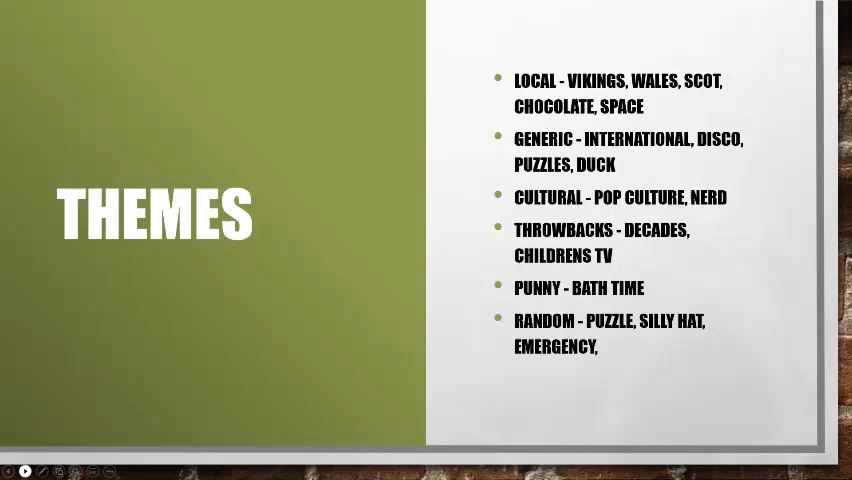 THEMES
LOCAL - VIKINGS, WALES, SCOT,
CHOCOLATE, SPACE
GENERIC - INTERNATIONAL, DISCO,
PUZZLES, DUCK
CULTURAL - POP CULTURE, NERD
THROWBACKS - DECADES,
CHILDRENS TV
PUNNY - BATH TIME
RANDOM - PUZZLE, SILLY HAT,
EMERGENCY,